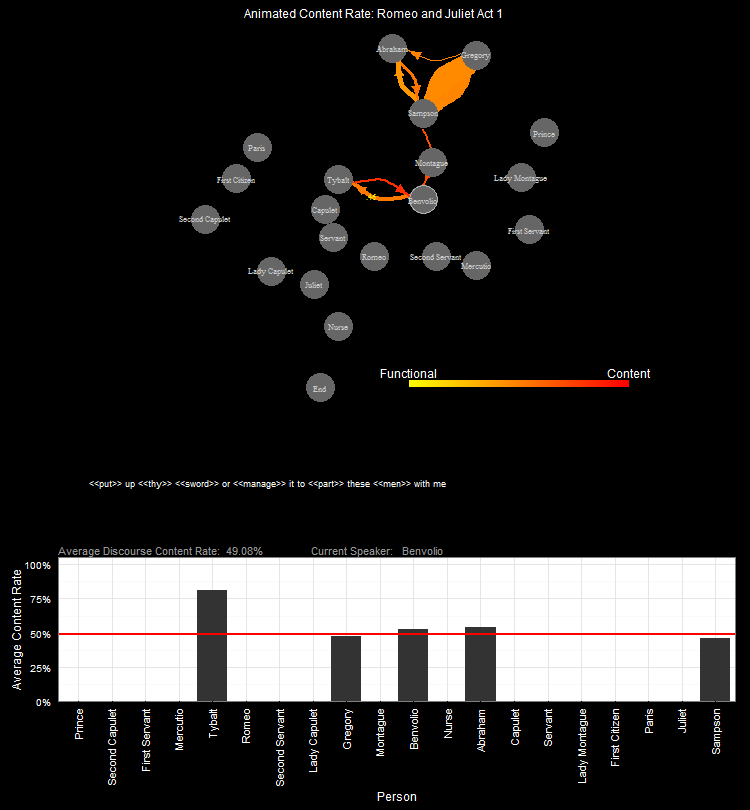 Animated Content Rate: Romeo and Juliet Act 1
Abraham
Gregory
Sampson
Prince
Paris
Montague
First Citizen
Tybalt
Lady Montague
Benvolio
Capulet
Second Capulet
First Servant
Servant
Romeo
Second Servant
Mercutio
Lady Capulet
Juliet
Nurse
Functional
Content
End
<<put>> up <<thy>> <<sword>> or <<manage>> it to <<part>> these <<men>> with me
Average Discourse Content Rate: 49.08%
Current Speaker: Benvolio
Average Content Rate
100%
75%
50%
25%
0%
Prince
Second Capulet
First Servant
Mercutio
Tybalt
Romeo
Second Servant
Lady Capulet
Gregory
Montague
Benvolio
Nurse
Abraham
Capulet
Servant
Lady Montague
First Citizen
Paris
Juliet
Sampson
Person